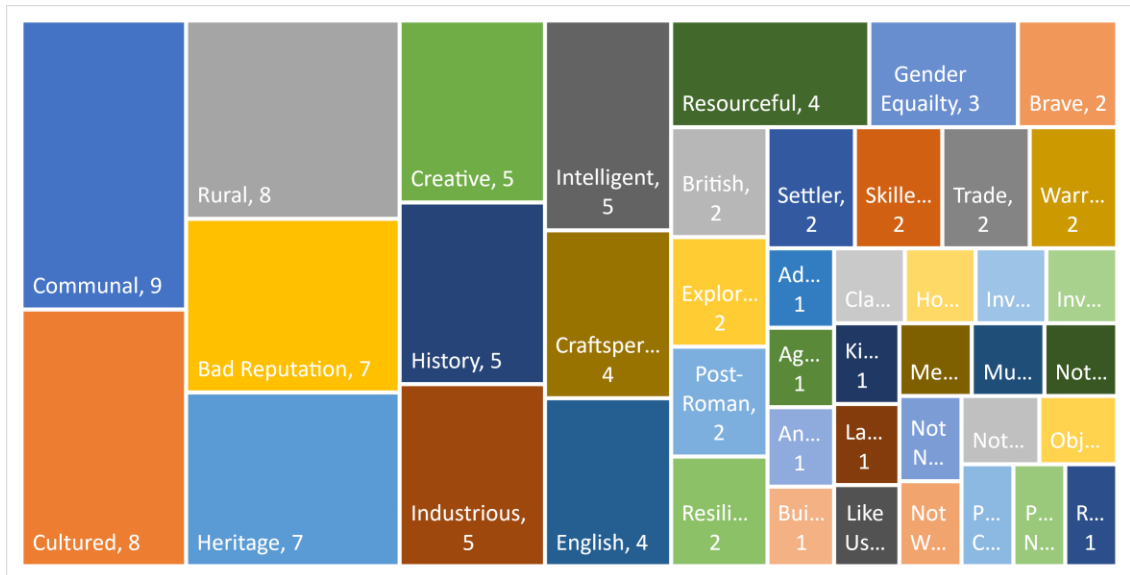 Communal, 9
Cultured, 8
Rural, 8
Bad Reputation, 7
Heritage, 7
Creative, 5
History, 5
Industrious,
5
Intelligent,
5
Craftsper...
4
English, 4
Resourceful, 4
Gender
Equailty, 3
Brave, 2
British,
2
Explor...
2
Post-
Roman,
2
Resili...
2
Settler,
2
Skille...
2
Trade,
2
Warr...
2
Ad...
1
Ag...
1
An...
1
Bui...
1
Cla...
Ki...
1
La...
1
Like
Us...
Ho...
Inv...
Inv...
Me...
Mu...
Not...
Not
N...
Not
W...
Not...
Obj...
P...
C...
P...
N...
R...
1